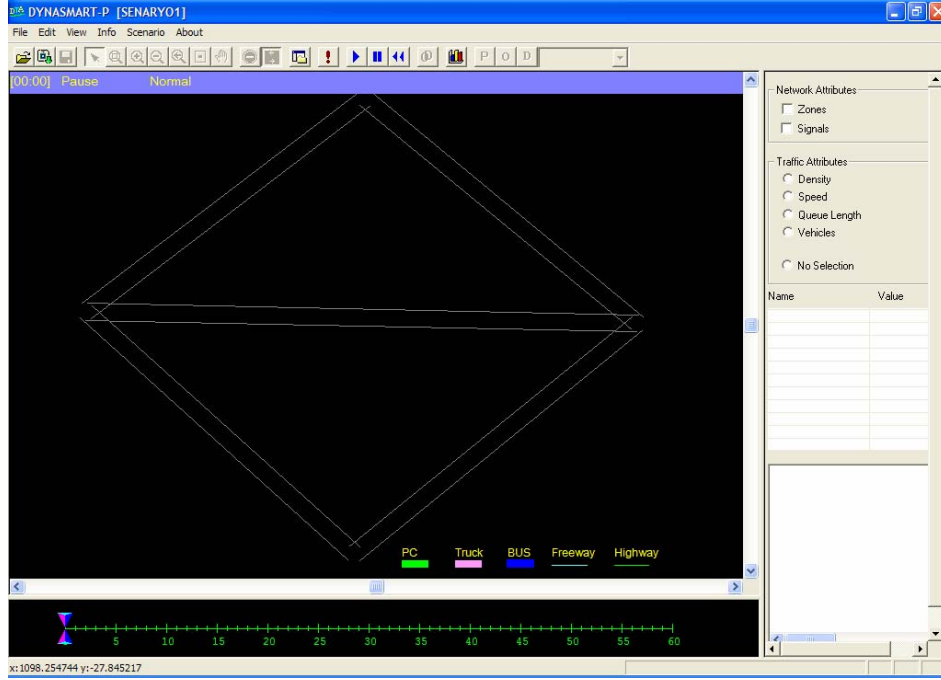 DYNASMART-P [SENARYO1]
File Edit View Info Scenario About
P O D
[00:00] Pause Normal
Network Attributes
Zones
Signals
Traffic Attributes
Density
Speed
Queue Length
Vehicles
No Selection
Name Value
PC Truck BUS Freeway Highway
5 10 15 20 25 30 35 40 45 50 55 60
x:1098.254744 y:-27.845217